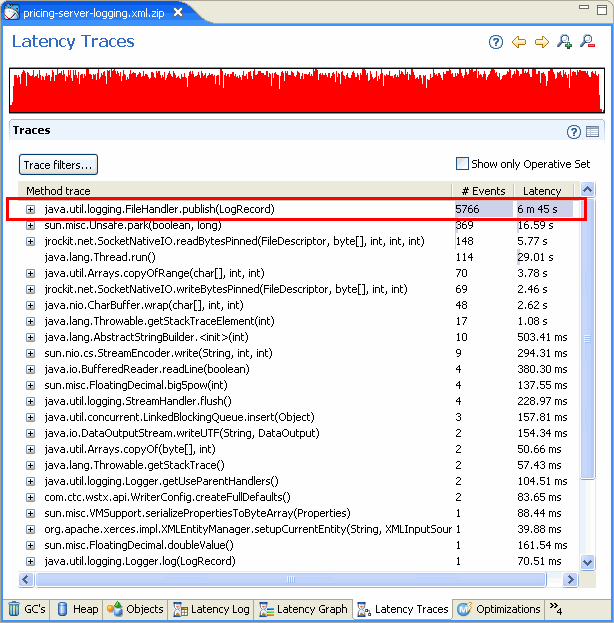 pricing-server-logging.xml.zip
Latency Traces
Traces
Trace filters...
Show only Operative Set
Method trace # Events Latency
java.util.logging.FileHandler.publish(LogRecord) 5766 6 m 45 s
sun.misc.Unsafe.park(boolean, long) 369 16.59 s
jrockit.net.SocketNativeIO.readBytesPinned(FileDescriptor, byte[], int, int, int) 148 5.77 s
java.lang.Thread.run() 114 29.01 s
java.util.Arrays.copyOfRange(char[], int, int) 70 3.78 s
jrockit.net.SocketNativeIO.writeBytesPinned(FileDescriptor, byte[], int, int) 69 2.46 s
java.nio.CharBuffer.wrap(char[], int, int) 48 2.62 s
java.lang.Throwable.getStackTraceElement(int) 17 1.08 s
java.lang.AbstractStringBuilder.<init>(int) 10 503.41 ms
sun.nio.cs.StreamEncoder.write(String, int, int) 9 294.31 ms
java.io.BufferedReader.readLine(boolean) 4 380.30 ms
sun.misc.FloatingDecimal.big5pow(int) 4 137.55 ms
java.util.logging.StreamHandler.flush() 4 228.97 ms
java.util.concurrent.LinkedBlockingQueue.insert(Object) 3 157.81 ms
java.io.DataOutputStream.writeUTF(String, DataOutput) 2 154.34 ms
java.util.Arrays.copyOf(byte[], int) 2 50.66 ms
java.lang.Throwable.getStackTrace() 2 57.43 ms
java.util.logging.Logger.getUseParentHandlers() 2 104.51 ms
com.ctc.wstx.api.WriterConfig.createFullDefaults() 2 83.65 ms
sun.misc.VMSupport.serializePropertiesToByteArray(Properties) 1 88.44 ms
org.apache.xerces.impl.XMLEntityManager.setupCurrentEntity(String, XMLInputSour 1 39.88 ms
sun.misc.FloatingDecimal.doubleValue() 1 161.54 ms
java.util.logging.Logger.log(LogRecord) 1 70.51 ms
GC's Heap Objects Latency Log Latency Graph Latency Traces Optimizations »4